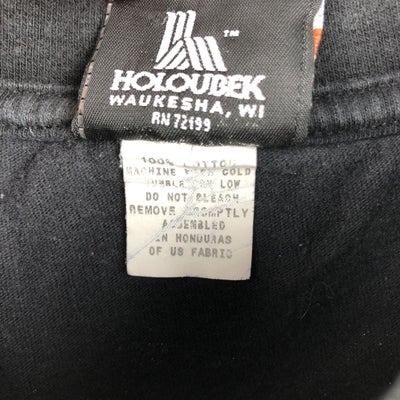 ™
HOLOUBEK
WAUKESHA, WI
RN 72199
100% COTTON
MACHINE WASH COLD
TUMBLE DRY LOW
DO NOT BLEACH
REMOVE PROMPTLY
ASSEMBLED
IN HONDURAS
OF US FABRIC